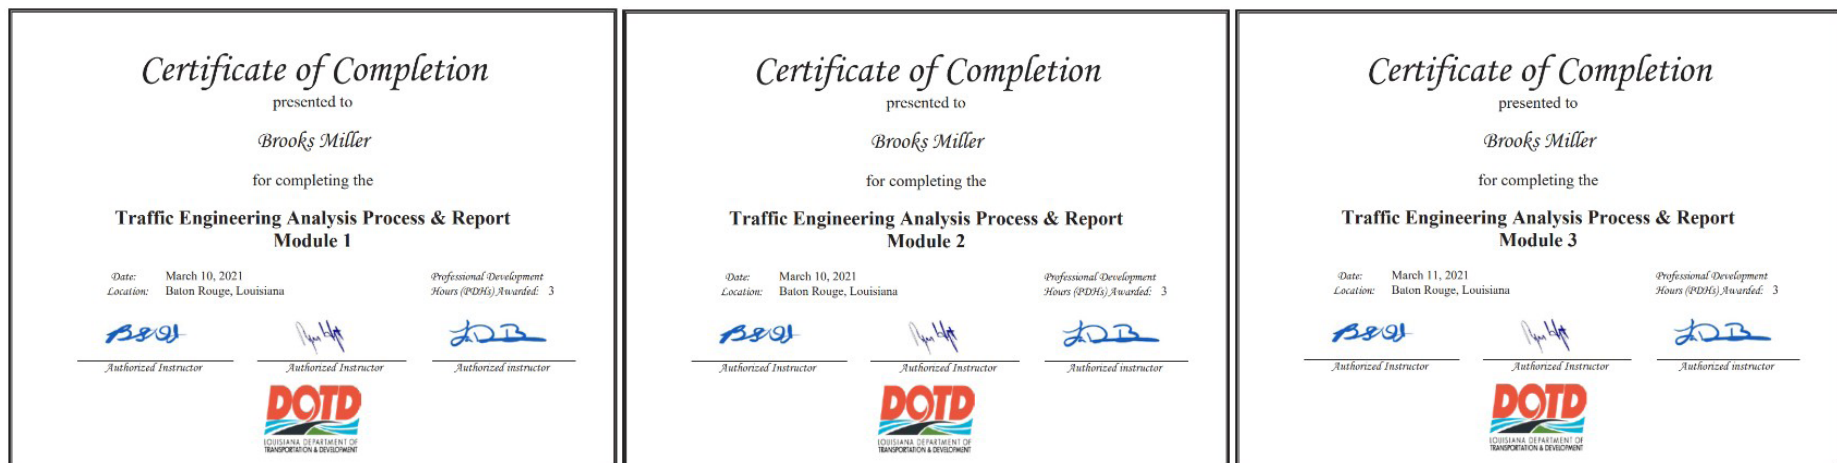 Certificate of Completion
presented to
Brooks Miller
for completing the
Traffic Engineering Analysis Process & Report
Module 1
Date: March 10, 2021
Location: Baton Rouge, Louisiana
Professional Development
Hours (PDHs) Awarded: 3
Authorized Instructor
Authorized Instructor
Authorized instructor
DOTD
LOUISIANA DEPARTMENT OF
TRANSPORTATION & DEVELOPMENT
Certificate of Completion
presented to
Brooks Miller
for completing the
Traffic Engineering Analysis Process & Report
Module 2
Date: March 10, 2021
Location: Baton Rouge, Louisiana
Professional Development
Hours (PDHs) Awarded: 3
Authorized Instructor
Authorized Instructor
Authorized instructor
DOTD
LOUISIANA DEPARTMENT OF
TRANSPORTATION & DEVELOPMENT
Certificate of Completion
presented to
Brooks Miller
for completing the
Traffic Engineering Analysis Process & Report
Module 3
Date: March 11, 2021
Location: Baton Rouge, Louisiana
Professional Development
Hours (PDHs) Awarded: 3
Authorized Instructor
Authorized Instructor
Authorized instructor
DOTD
LOUISIANA DEPARTMENT OF
TRANSPORTATION & DEVELOPMENT